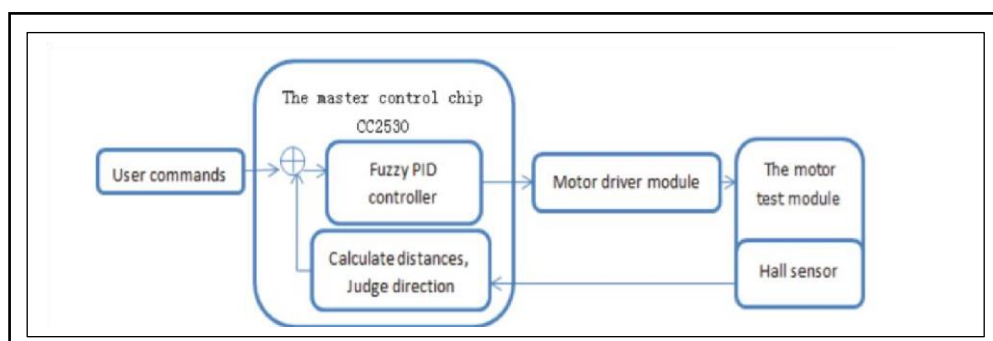 The master control chip
CC2530
User commands
Fuzzy PID
controller
Motor driver module
The motor
test module
Calculate distances,
Judge direction
Hall sensor